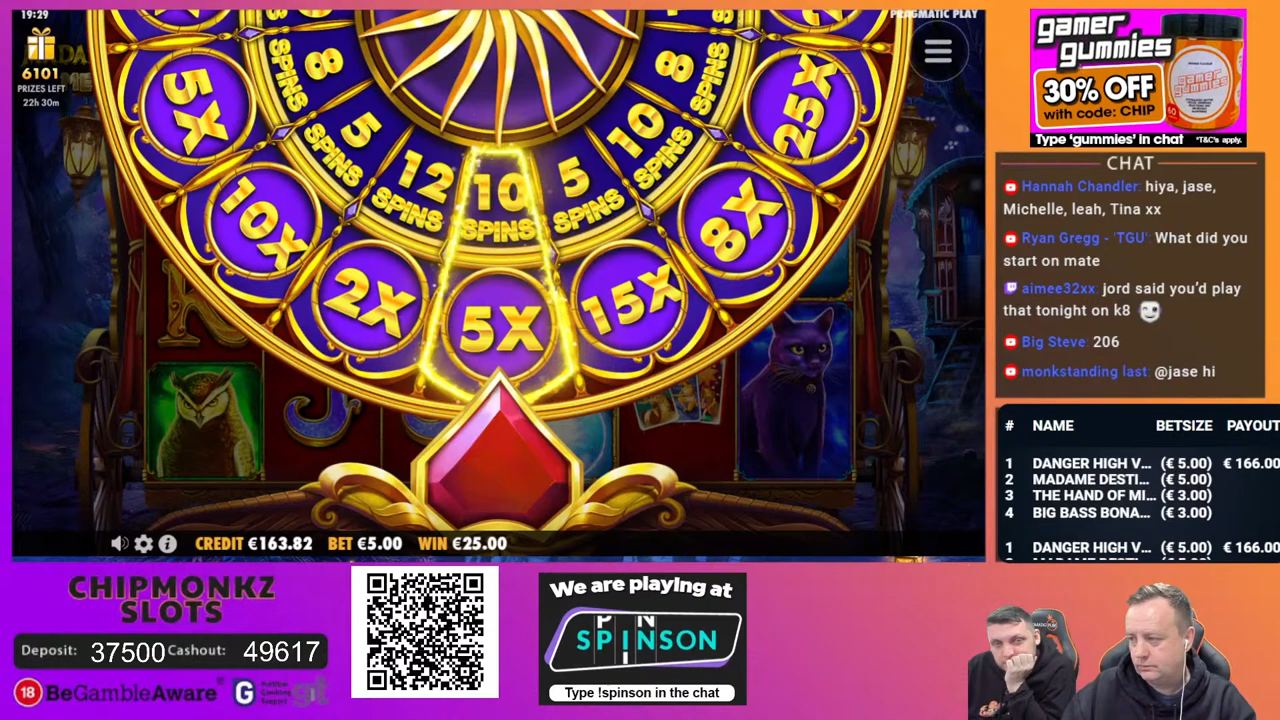 19:29
6101
PRIZES LEFT
22h 30m
PRAGMATIC PLAY
8
SPINS
5
SPINS
12
SPINS
10
SPINS
5
SPINS
10
SPINS
8
SPINS
5X
10X
2X
5X
15X
8X
25X
K
J
CREDIT €163.82 BET €5.00 WIN €25.00
gamer
gummies
30% OFF
with code: CHIP
gamer
gummies
60
Type 'gummies' in chat *T&C's apply.
CHAT
Hannah Chandler: hiya, jase,
Michelle, leah, Tina xx
Ryan Gregg - 'TGU': What did you
start on mate
aimee32xx: jord said you'd play
that tonight on k8
Big Steve: 206
monkstanding last: @jase hi
# NAME BETSIZE PAYOUT
1 DANGER HIGH V... (€ 5.00) € 166.00
2 MADAME DESTI... (€ 5.00)
3 THE HAND OF MI... (€ 3.00)
4 BIG BASS BONA... (€ 3.00)
1 DANGER HIGH V... (€ 5.00) € 166.00
CHIPMONKZ
SLOTS
Deposit: 37500 Cashout: 49617
18 BeGambleAware
G
We are playing at
SPINSON
Type !spinson in the chat